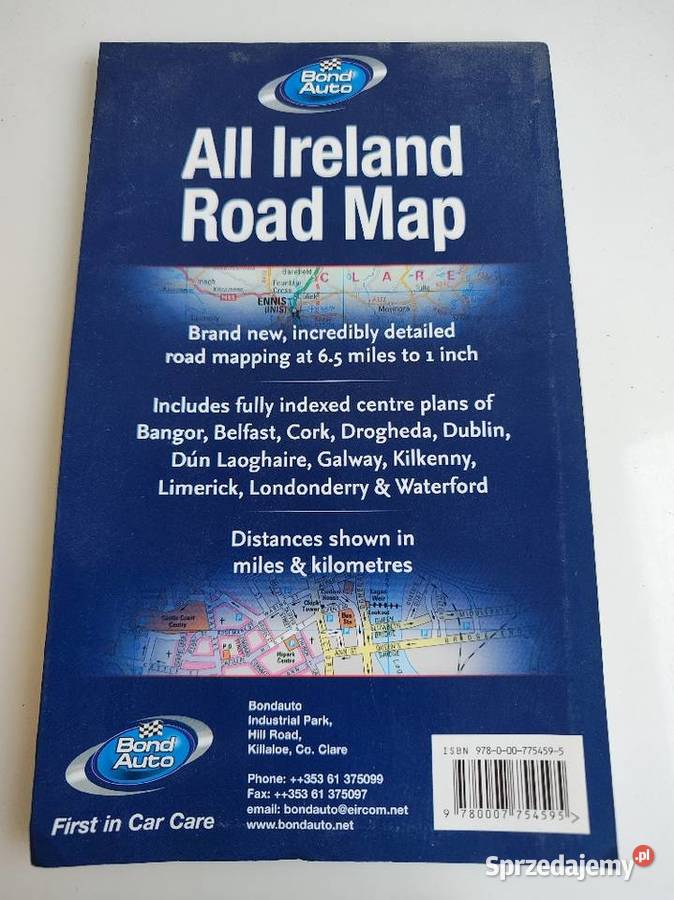 Bond
Auto
All Ireland
Road Map
CLARE
ENNIS
(INIS)
Brand new, incredibly detailed
road mapping at 6.5 miles to 1 inch
Includes fully indexed centre plans of
Bangor, Belfast, Cork, Drogheda, Dublin,
Dún Laoghaire, Galway, Kilkenny,
Limerick, Londonderry & Waterford
Distances shown in
miles & kilometres
Bondauto
Industrial Park,
Hill Road,
Killaloe, Co. Clare
Phone: ++353 61 375099
Fax: ++353 61 375097
email: bondauto@eircom.net
www.bondauto.net
Bond
Auto
First in Car Care
ISBN 978-0-00-775459-5
9 780007 754595 >
Sprzedajemy.pl